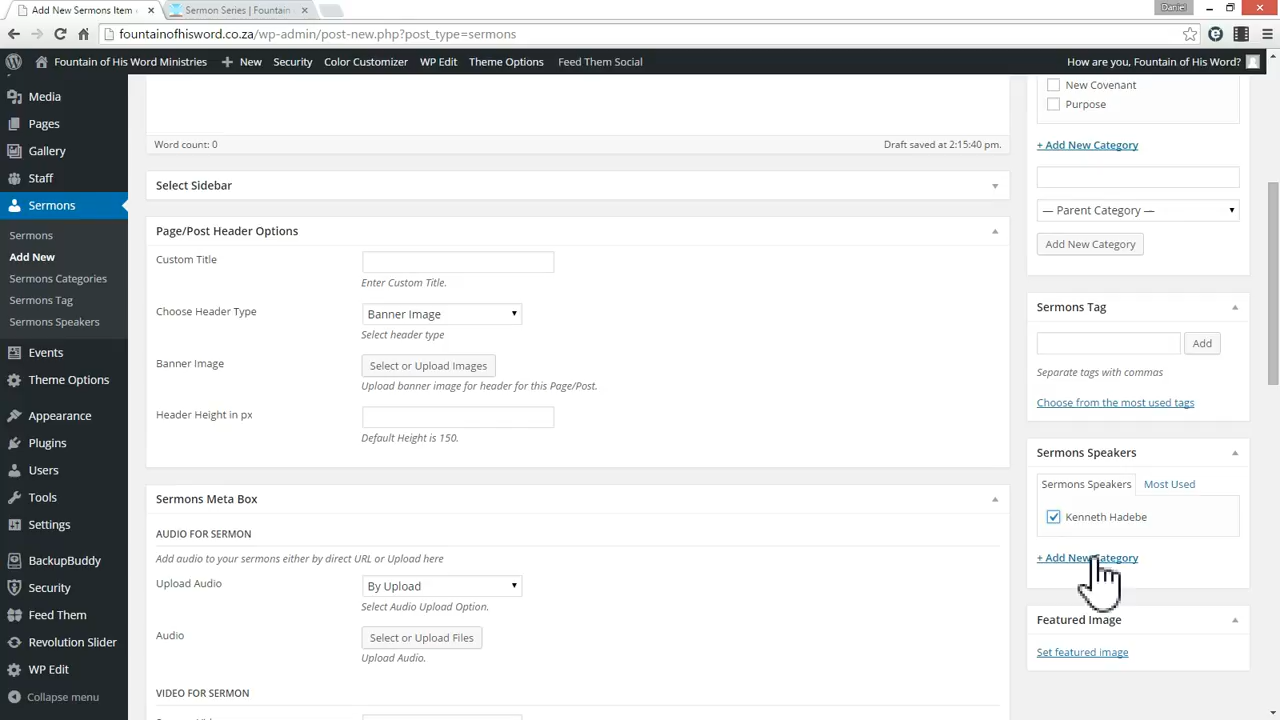 Daniel
Add New Sermons Item
Sermon Series | Fountain
fountainofhisword.co.za/wp-admin/post-new.php?post_type=sermons
Fountain of His Word Ministries
New
Security
Color Customizer
WP Edit
Theme Options
Feed Them Social
How are you, Fountain of His Word?
Media
Pages
Gallery
Staff
Sermons
Sermons
Add New
Sermons Categories
Sermons Tag
Sermons Speakers
Events
Theme Options
Appearance
Plugins
Users
Tools
Settings
BackupBuddy
Security
Feed Them
Revolution Slider
WP Edit
Collapse menu
Word count: 0
Draft saved at 2:15:40 pm.
Select Sidebar
Page/Post Header Options
Custom Title
Enter Custom Title.
Choose Header Type
Banner Image
Select header type
Banner Image
Select or Upload Images
Upload banner image for header for this Page/Post.
Header Height in px
Default Height is 150.
Sermons Meta Box
AUDIO FOR SERMON
Add audio to your sermons either by direct URL or Upload here
Upload Audio
By Upload
Select Audio Upload Option.
Audio
Select or Upload Files
Upload Audio.
VIDEO FOR SERMON
New Covenant
Purpose
+ Add New Category
— Parent Category —
Add New Category
Sermons Tag
Add
Separate tags with commas
Choose from the most used tags
Sermons Speakers
Sermons Speakers
Most Used
Kenneth Hadebe
+ Add New Category
Featured Image
Set featured image